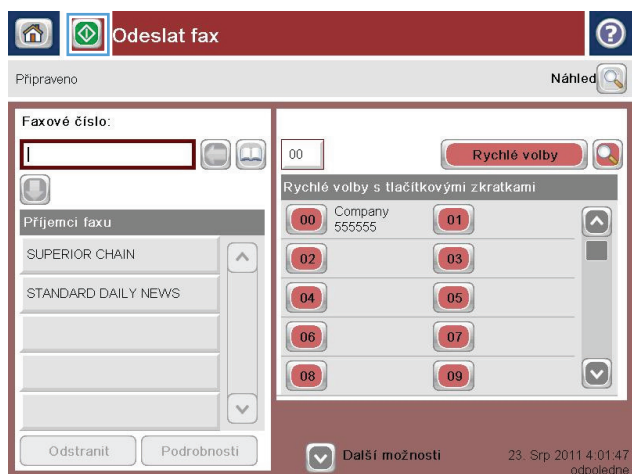 Odeslat fax
Připraveno
Náhled
Faxové číslo:
Příjemci faxu
SUPERIOR CHAIN
STANDARD DAILY NEWS
Odstranit
Podrobnosti
00
Rychlé volby
Rychlé volby s tlačítkovými zkratkami
00 Company 01
555555
02 03
04 05
06 07
08 09
Další možnosti
23. Srp 2011 4:01:47
odpoledne